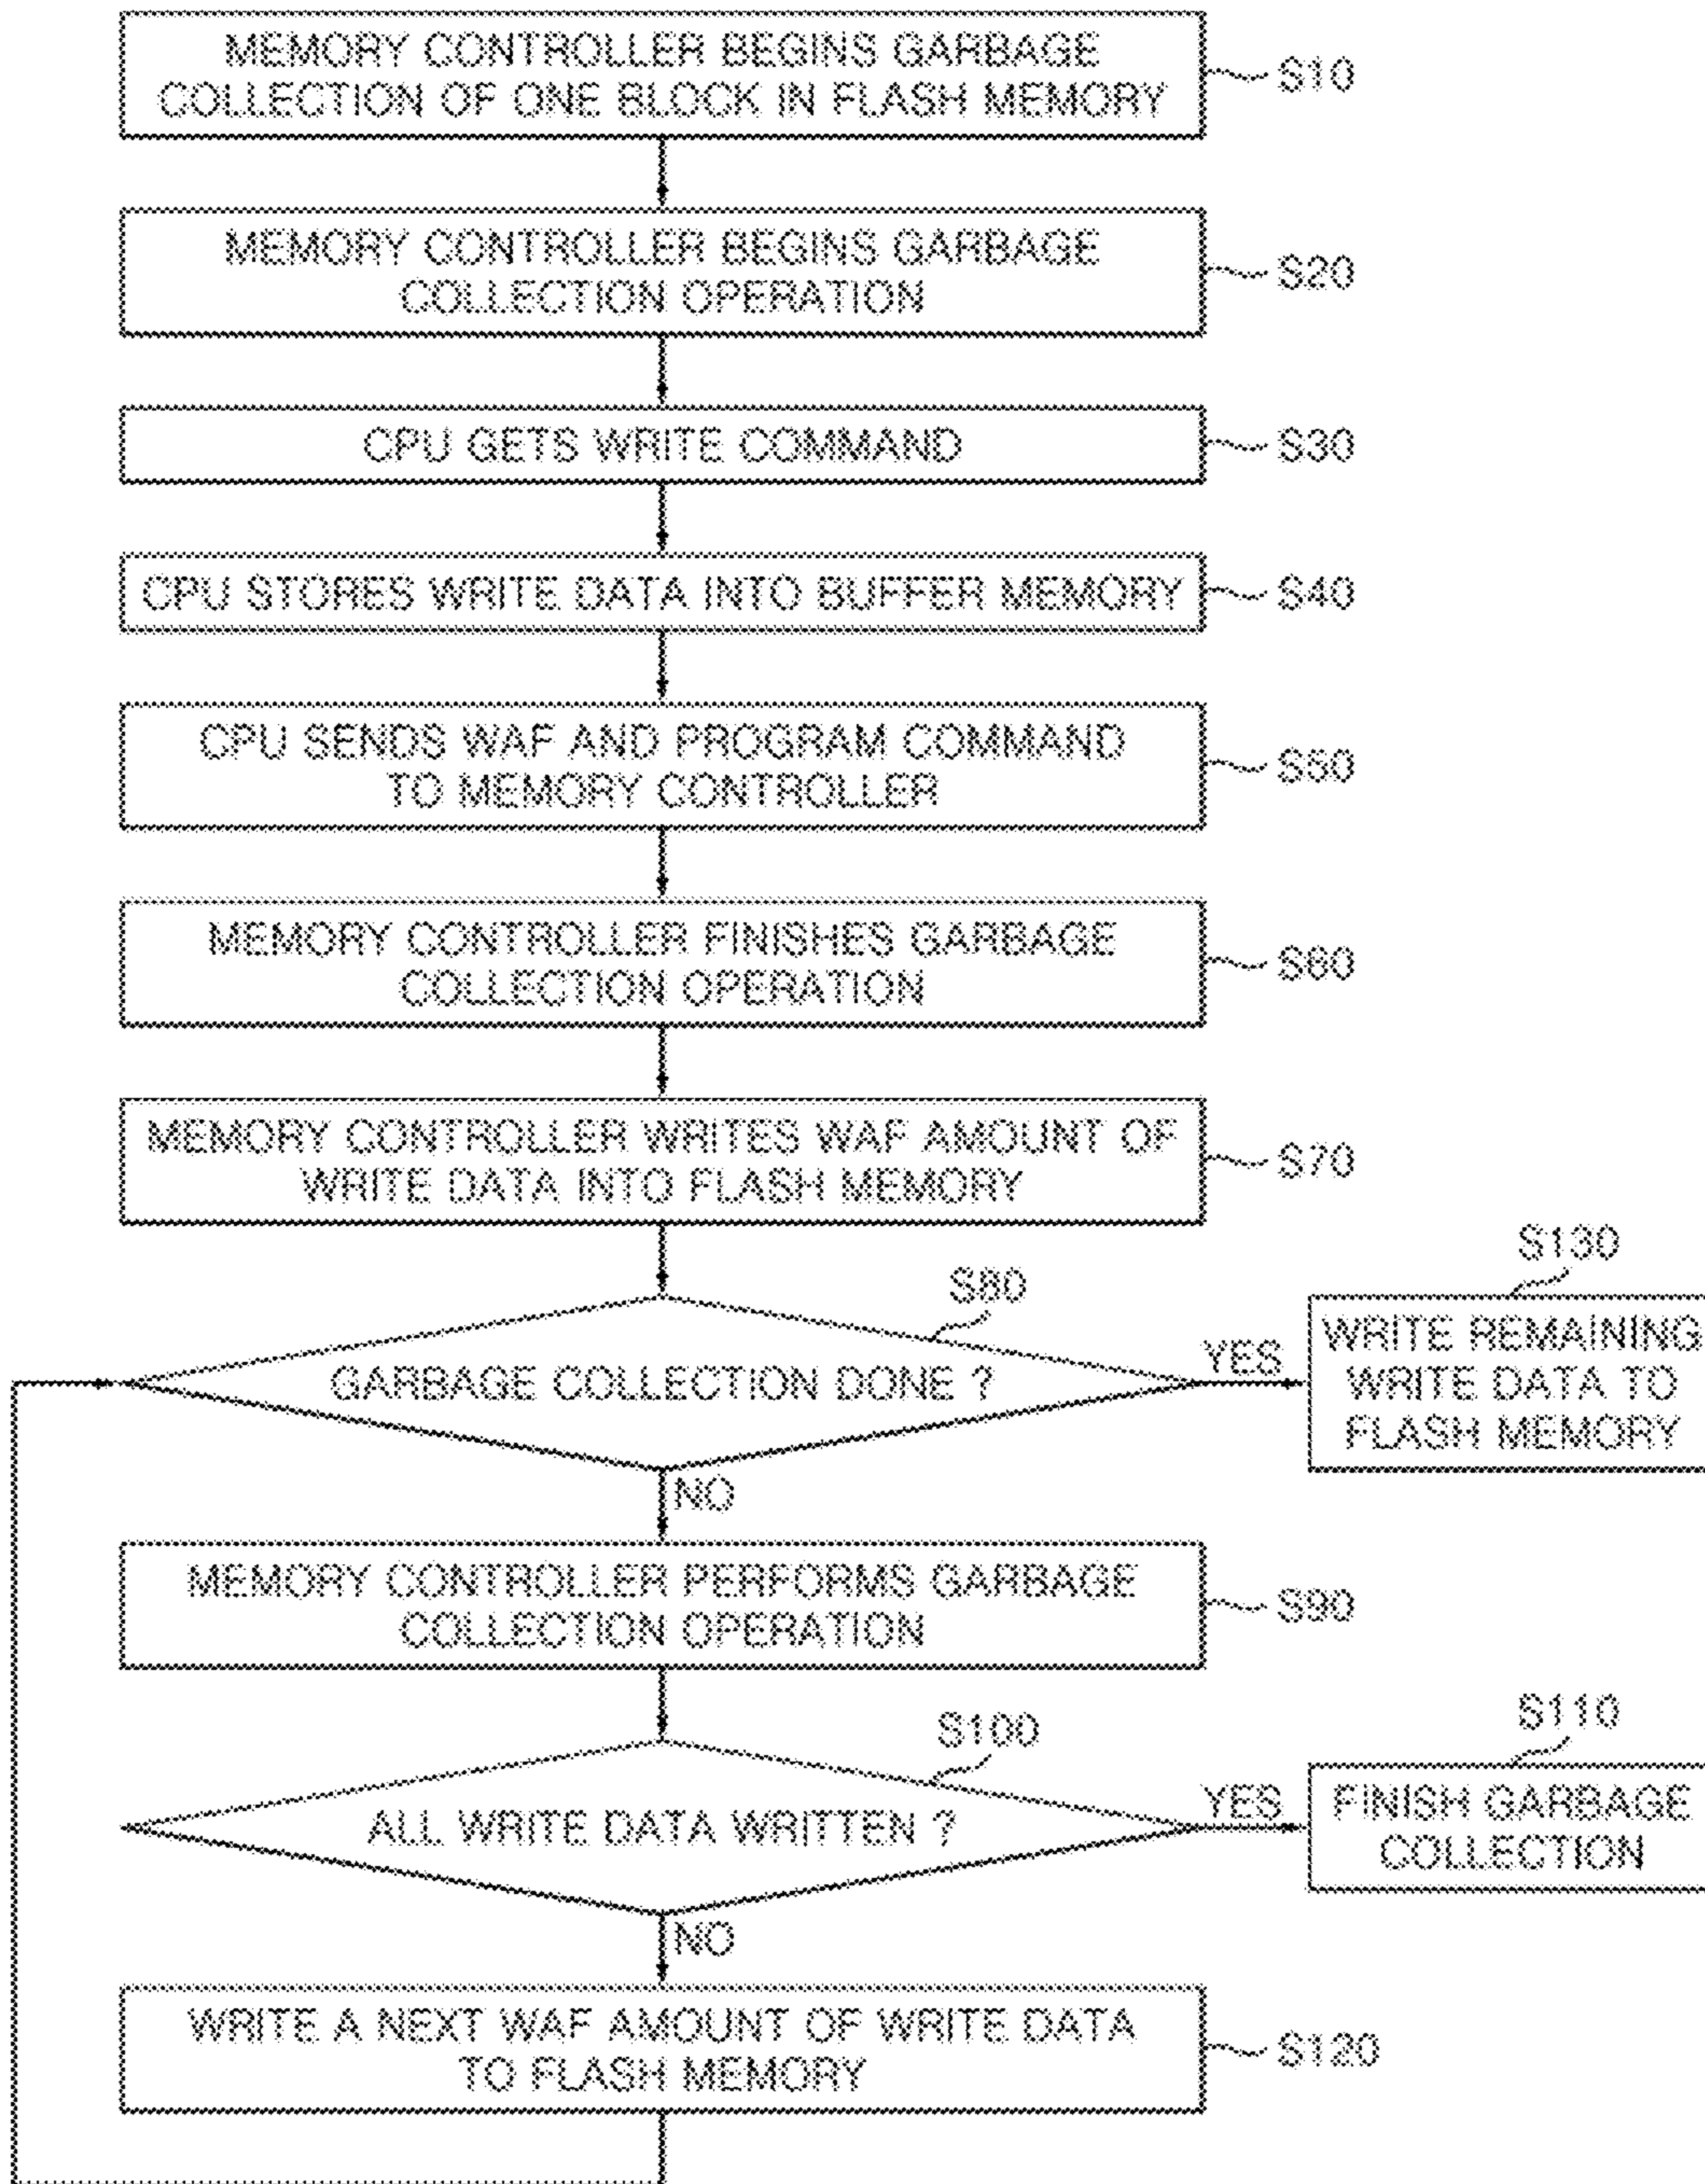 MEMORY CONTROLLER BEGINS GARBAGE
COLLECTION OF ONE BLOCK IN FLASH MEMORY
S10
MEMORY CONTROLLER BEGINS GARBAGE
COLLECTION OPERATION
S20
CPU GETS WRITE COMMAND
S30
CPU STORES WRITE DATA INTO BUFFER MEMORY
S40
CPU SENDS WAF AND PROGRAM COMMAND
TO MEMORY CONTROLLER
S50
MEMORY CONTROLLER FINISHES GARBAGE
COLLECTION OPERATION
S60
MEMORY CONTROLLER WRITES WAF AMOUNT OF
WRITE DATA INTO FLASH MEMORY
S70
S80
GARBAGE COLLECTION DONE ?
YES
S130
WRITE REMAINING
WRITE DATA TO
FLASH MEMORY
NO
MEMORY CONTROLLER PERFORMS GARBAGE
COLLECTION OPERATION
S90
S100
ALL WRITE DATA WRITTEN ?
YES
S110
FINISH GARBAGE
COLLECTION
NO
WRITE A NEXT WAF AMOUNT OF WRITE DATA
TO FLASH MEMORY
S120